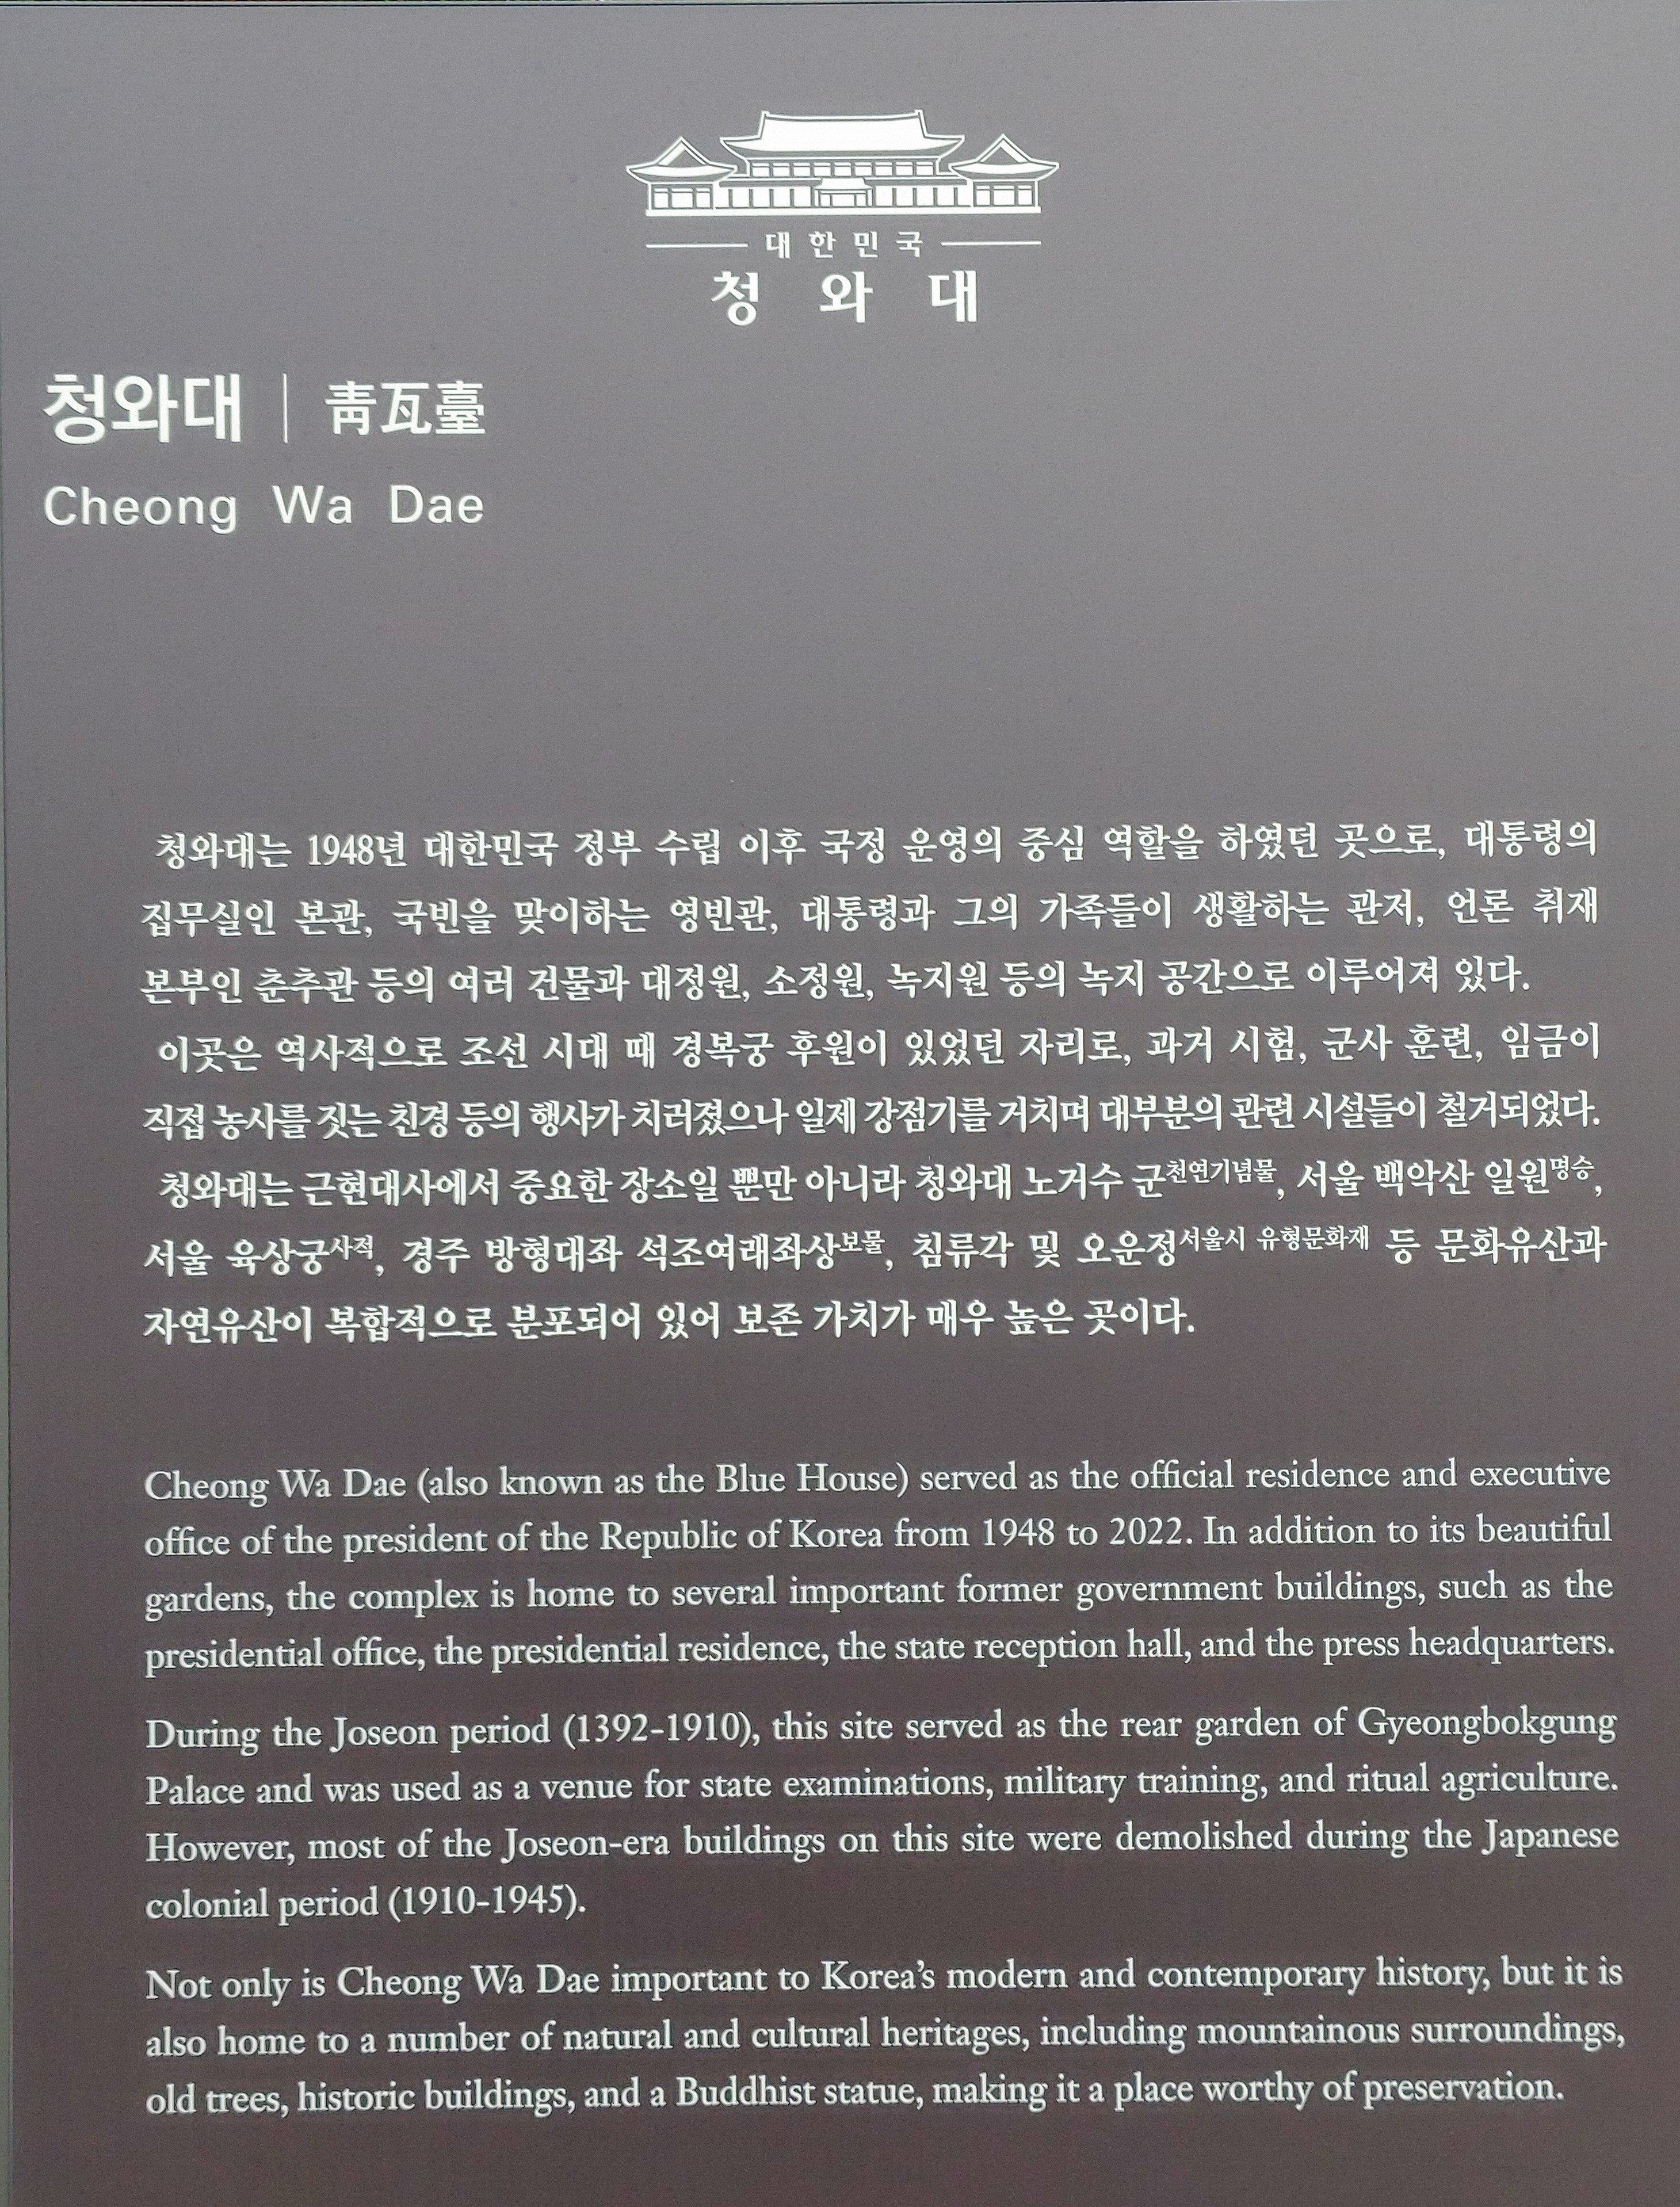 대한민국
청와대
청와대 | 靑瓦臺
Cheong Wa Dae
청와대는 1948년 대한민국 정부 수립 이후 국정 운영의 중심 역할을 하였던 곳으로, 대통령의
집무실인 본관, 국빈을 맞이하는 영빈관, 대통령과 그의 가족들이 생활하는 관저, 언론 취재
본부인 춘추관 등의 여러 건물과 대정원, 소정원, 녹지원 등의 녹지 공간으로 이루어져 있다.
이곳은 역사적으로 조선 시대 때 경복궁 후원이 있었던 자리로, 과거 시험, 군사 훈련, 임금이
직접 농사를 짓는 친경 등의 행사가 치러졌으나 일제 강점기를 거치며 대부분의 관련 시설들이 철거되었다.
청와대는 근현대사에서 중요한 장소일 뿐만 아니라 청와대 노거수 군천연기념물, 서울 백악산 일원명승,
서울 육상궁사적, 경주 방형대좌 석조여래좌상보물, 침류각 및 오운정서울시 유형문화재 등 문화유산과
자연유산이 복합적으로 분포되어 있어 보존 가치가 매우 높은 곳이다.
Cheong Wa Dae (also known as the Blue House) served as the official residence and executive
office of the president of the Republic of Korea from 1948 to 2022. In addition to its beautiful
gardens, the complex is home to several important former government buildings, such as the
presidential office, the presidential residence, the state reception hall, and the press headquarters.
During the Joseon period (1392-1910), this site served as the rear garden of Gyeongbokgung
Palace and was used as a venue for state examinations, military training, and ritual agriculture.
However, most of the Joseon-era buildings on this site were demolished during the Japanese
colonial period (1910-1945).
Not only is Cheong Wa Dae important to Korea's modern and contemporary history, but it is
also home to a number of natural and cultural heritages, including mountainous surroundings,
old trees, historic buildings, and a Buddhist statue, making it a place worthy of preservation.